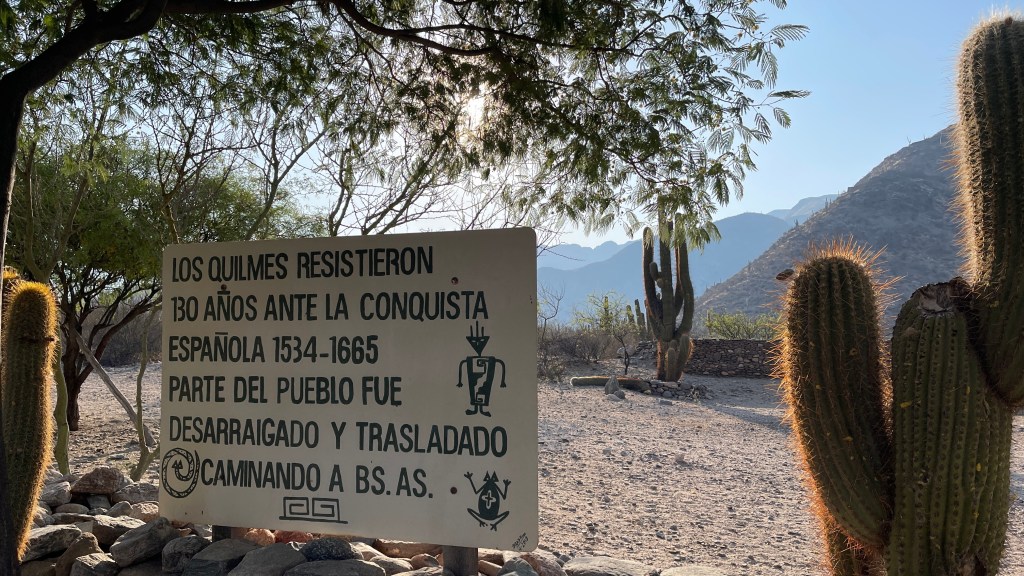 LOS QUILMES RESISTIERON
130 AÑOS ANTE LA CONQUISTA
ESPAÑOLA 1534-1665
PARTE DEL PUEBLO FUE
DESARRAIGADO Y TRASLADADO
CAMINANDO A BS. AS.